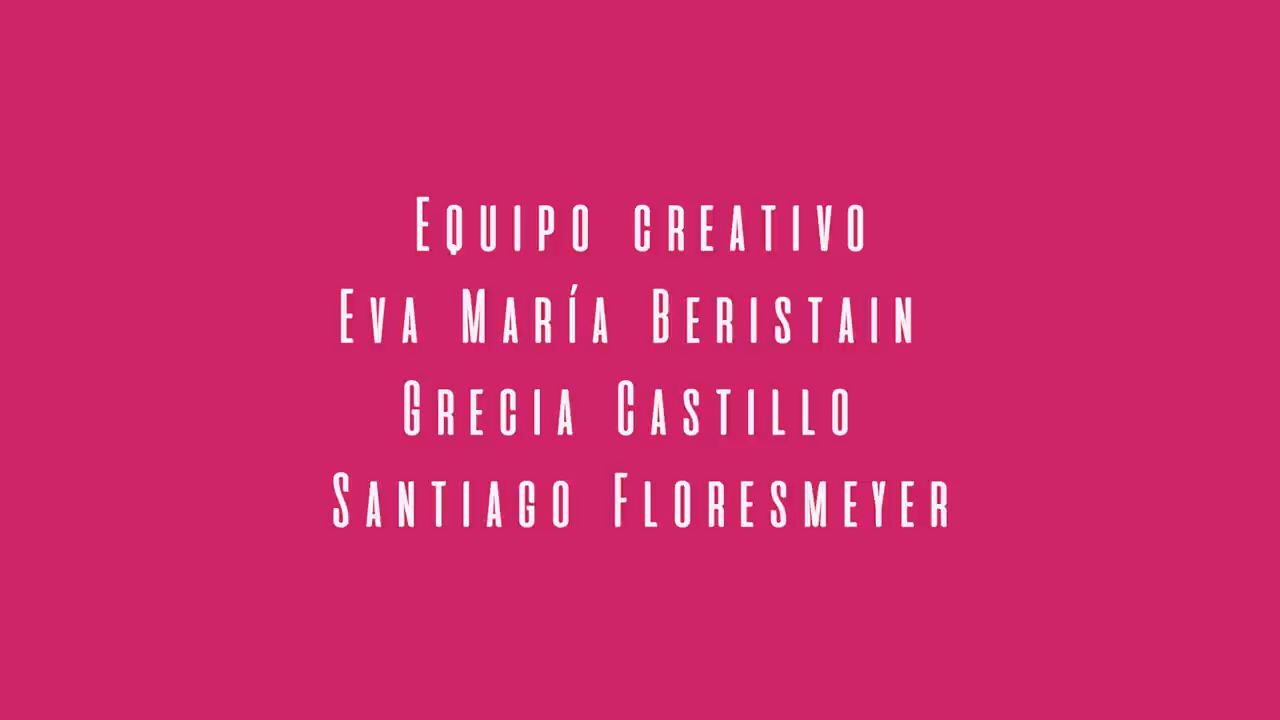 Equipo creativo
Eva María Beristain
Grecia Castillo
Santiago Floresmeyer